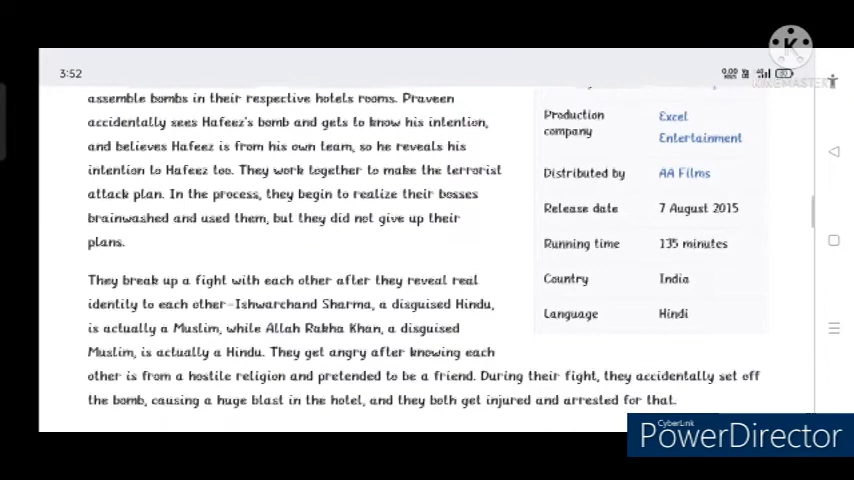 3:52
0.00
assemble bombs in their respective hotels rooms. Praveen
accidentally sees Hafeez's bomb and gets to know his intention,
and believes Hafeez is from his own team, so he reveals his
intention to Hafeez too. They work together to make the terrorist
attack plan. In the process, they begin to realize their bosses
brainwashed and used them, but they did not give up their
plans.
They break up a fight with each other after they reveal real
identity to each other-Ishwarchand Sharma, a disguised Hindu,
is actually a Muslim, while Allah Rakha Khan, a disguised
Muslim, is actually a Hindu. They get angry after knowing each
other is from a hostile religion and pretended to be a friend. During their fight, they accidentally set off
the bomb, causing a huge blast in the hotel, and they both get injured and arrested for that.
Production company
Excel Entertainment
Distributed by
AA Films
Release date
7 August 2015
Running time
135 minutes
Country
India
Language
Hindi
K
KINEMASTER
CyberLink
PowerDirector